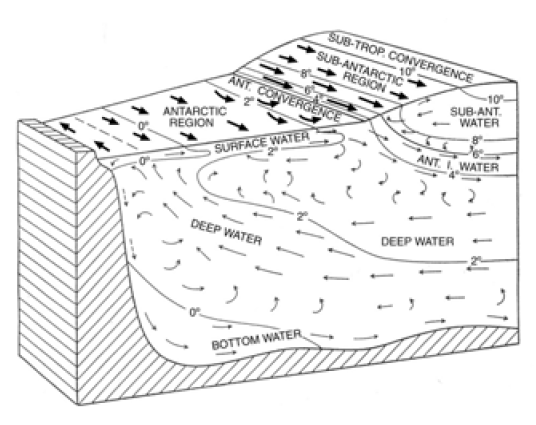 SUB-TROP. CONVERGENCE
10°
SUB-ANTARCTIC
REGION
8°
6°
4°
ANT. CONVERGENCE
2°
ANTARCTIC
REGION
0°
10°
SUB-ANT.
WATER
8°
6°
ANT. I. WATER
4°
SURFACE WATER
2°
0°
2°
DEEP WATER
DEEP WATER
2°
0°
BOTTOM WATER